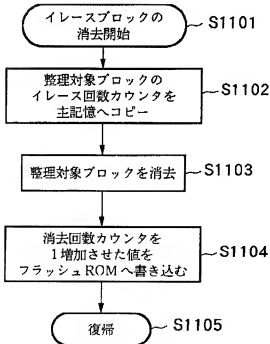 イレースブロックの
消去開始
S1101
整理対象ブロックの
イレース回数カウンタを
主記憶へコピー
S1102
整理対象ブロックを消去
S1103
消去回数カウンタを
1増加させた値を
フラッシュROMへ書き込む
S1104
復帰
S1105